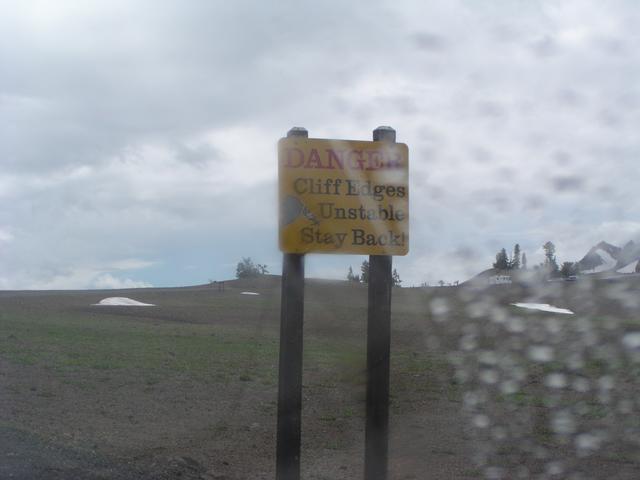 DANGER
Cliff Edges
Unstable
Stay Back!